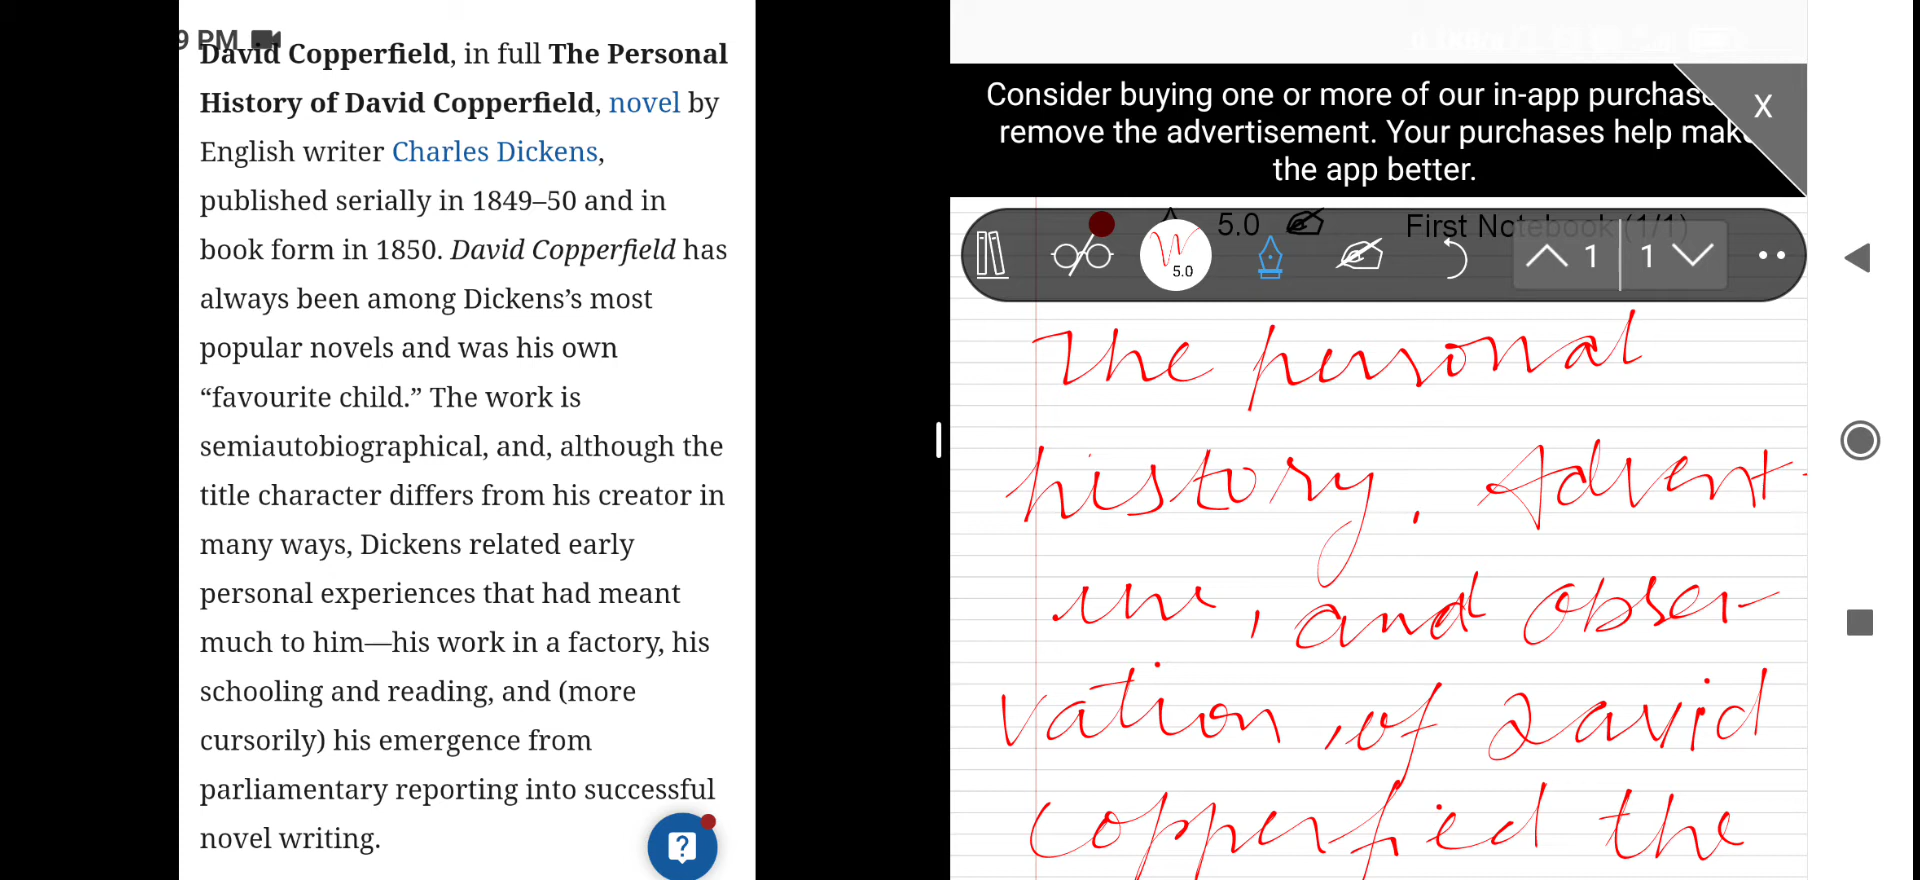 9 PM
David Copperfield, in full The Personal
History of David Copperfield, novel by
English writer Charles Dickens,
published serially in 1849–50 and in
book form in 1850. David Copperfield has
always been among Dickens’s most
popular novels and was his own
“favourite child.” The work is
semiautobiographical, and, although the
title character differs from his creator in
many ways, Dickens related early
personal experiences that had meant
much to him—his work in a factory, his
schooling and reading, and (more
cursorily) his emergence from
parliamentary reporting into successful
novel writing.
Consider buying one or more of our in-app purchase
remove the advertisement. Your purchases help make
the app better.
X
5.0 First Notebook (1/1)
5.0 1 1
The personal
history, Advent-
ure, and obser-
vation, of David
Copperfied the